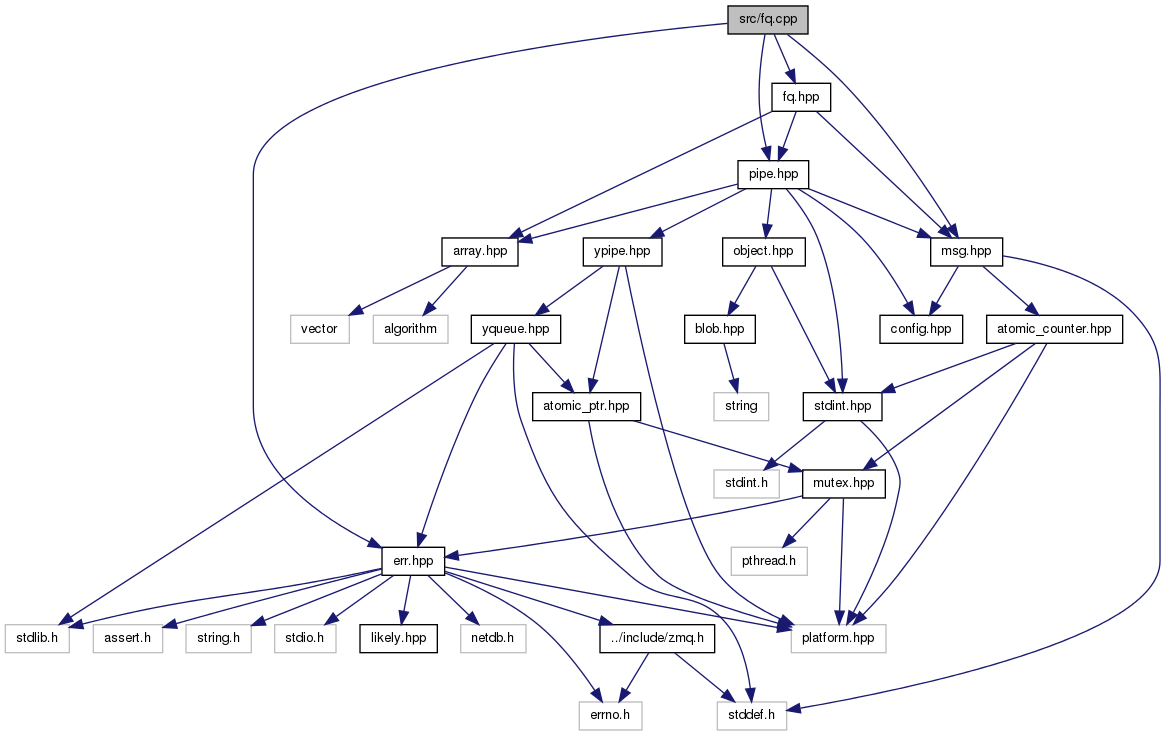 src/fq.cpp
fq.hpp
pipe.hpp
array.hpp
ypipe.hpp
object.hpp
msg.hpp
vector
algorithm
yqueue.hpp
blob.hpp
config.hpp
atomic_counter.hpp
atomic_ptr.hpp
string
stdint.hpp
stdint.h
mutex.hpp
err.hpp
pthread.h
stdlib.h
assert.h
string.h
stdio.h
likely.hpp
netdb.h
../include/zmq.h
platform.hpp
errno.h
stddef.h